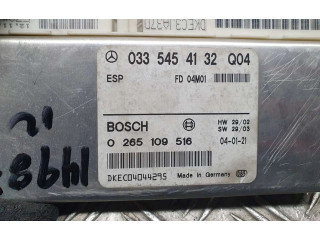 033 545 41 32 Q04
ESP FD 04M01
BOSCH HW 29/02
SW 29/03
0 265 109 516 04-01-21
DKEC04044295 Made in Germany